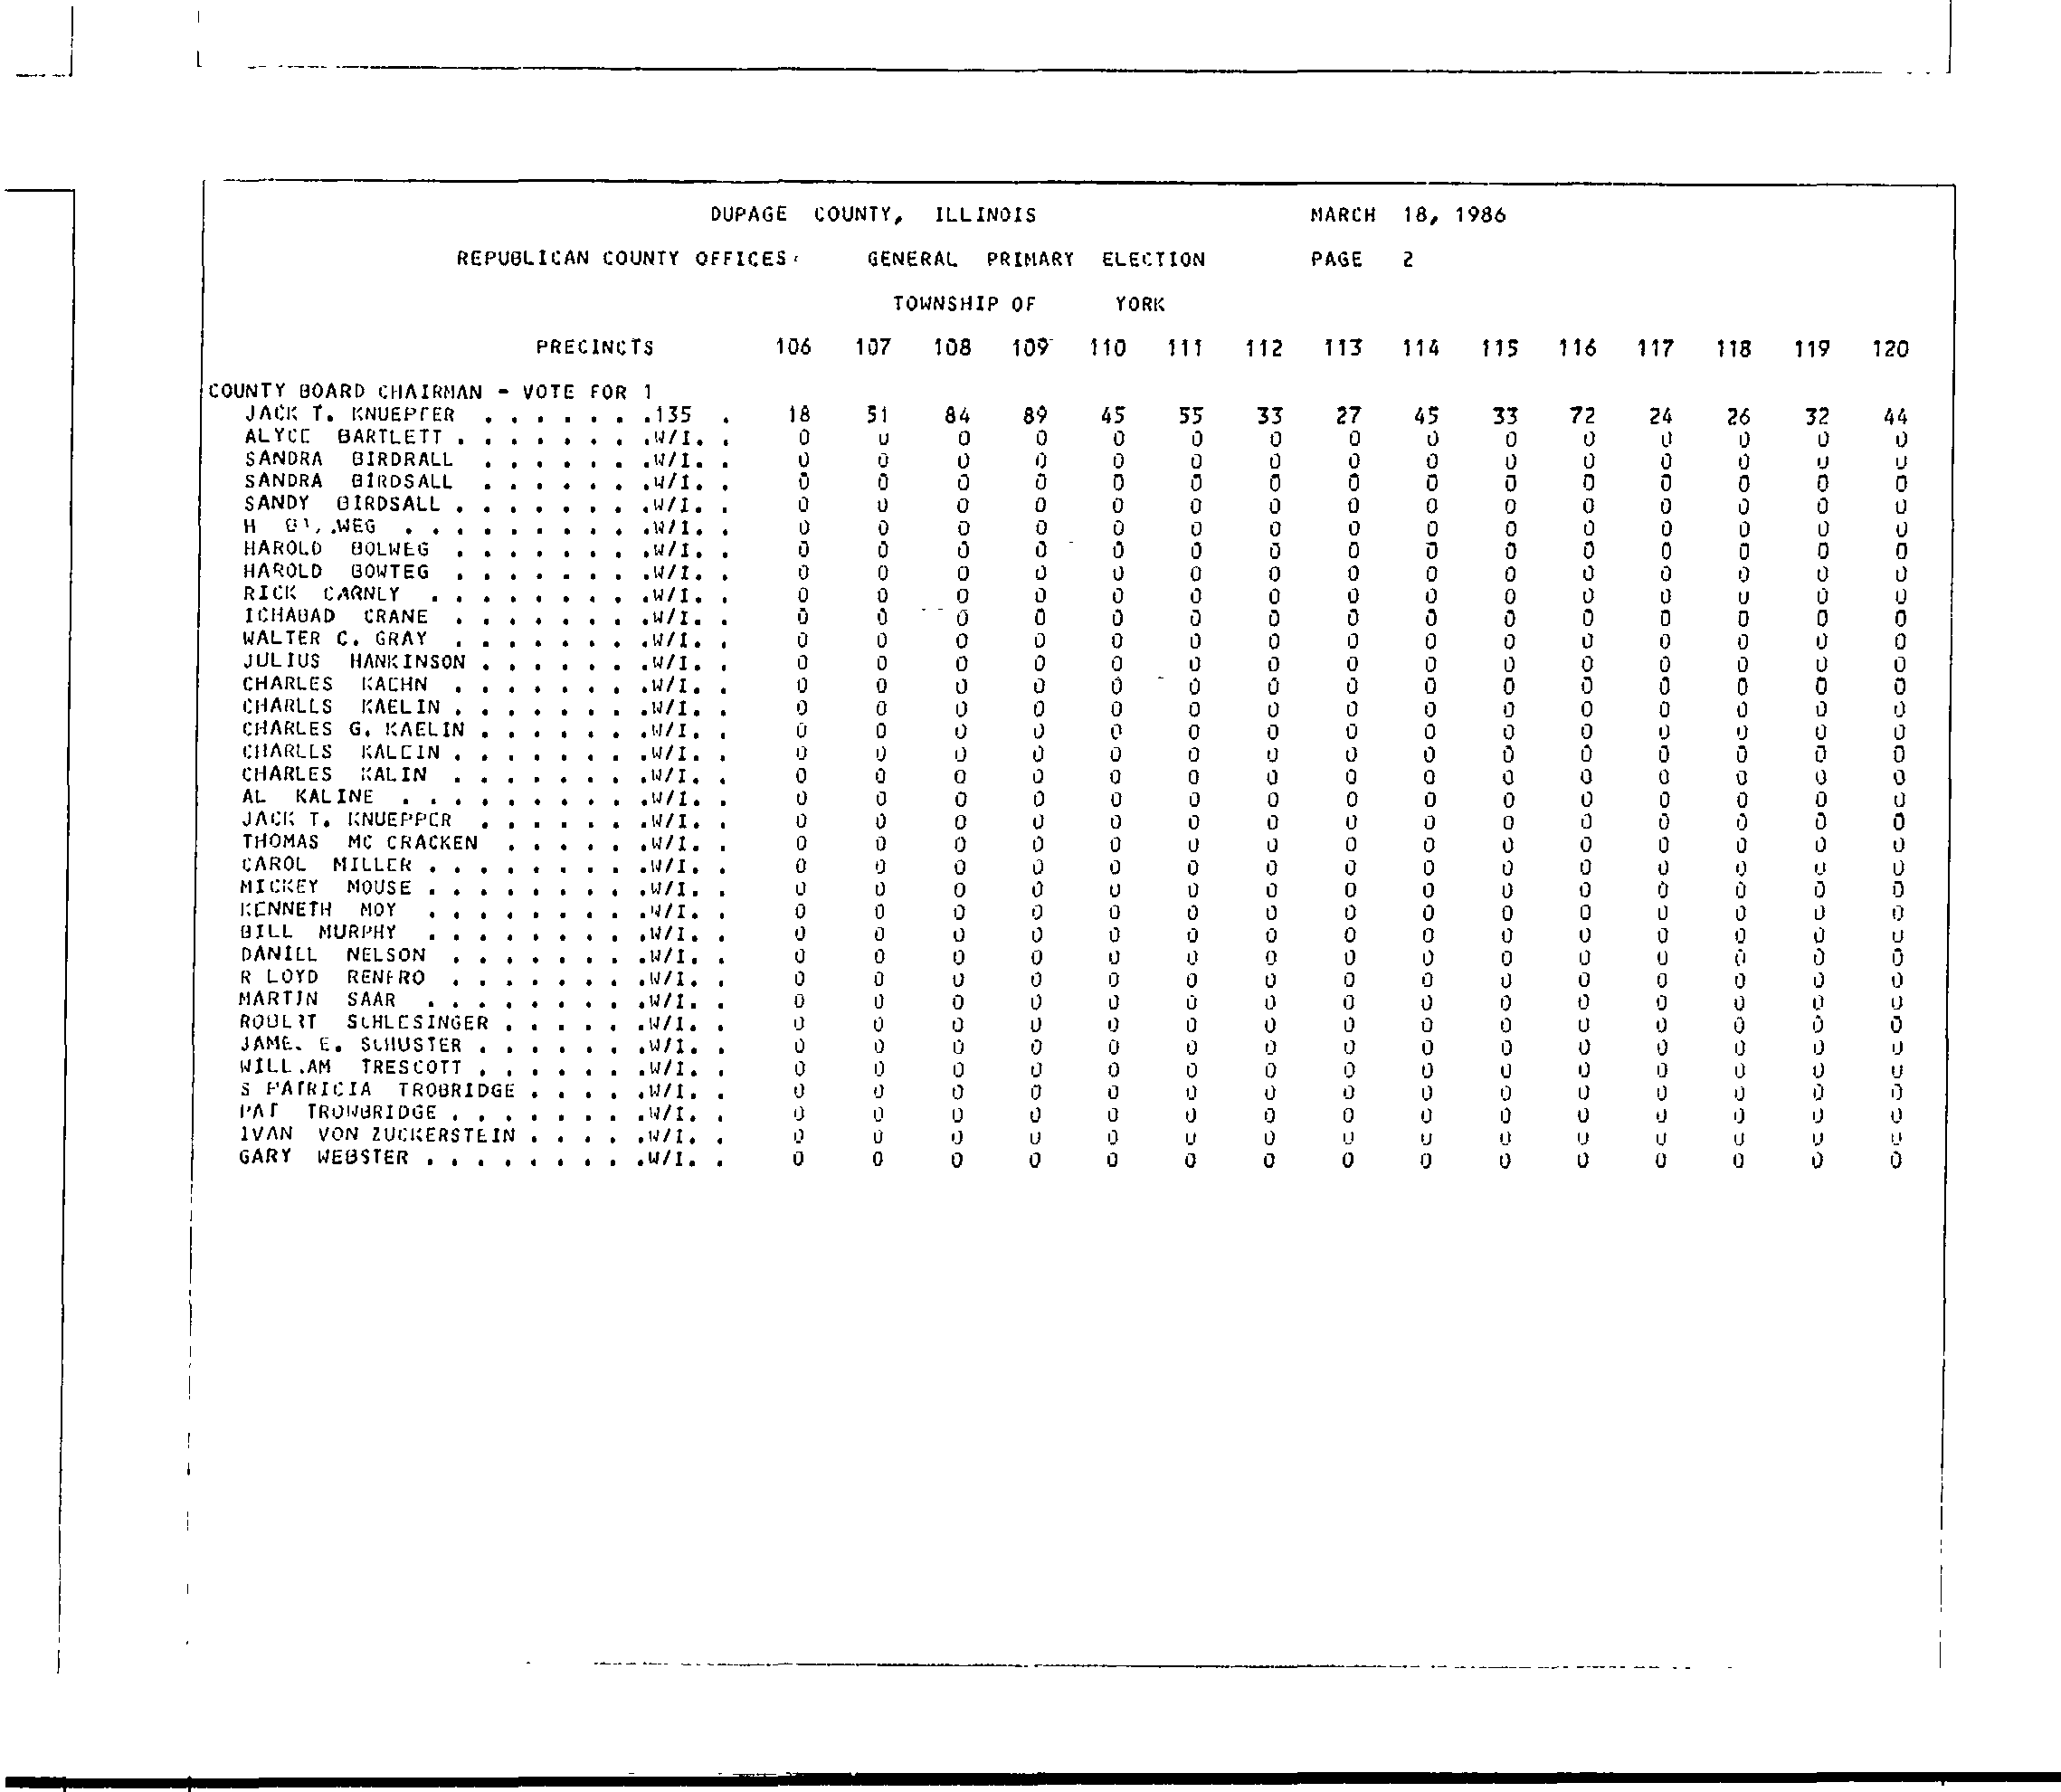 DUPAGE COUNTY, ILLINOIS MARCH 18, 1986
REPUBLICAN COUNTY OFFICES GENERAL PRIMARY ELECTION PAGE 2
TOWNSHIP OF YORK
PRECINCTS 106 107 108 109 110 111 112 113 114 115 116 117 118 119 120
COUNTY BOARD CHAIRMAN - VOTE FOR 1
JACK T. KNUEPFER . . . . . . .135 . 18 51 84 89 45 55 33 27 45 33 72 24 26 32 44
ALYCE BARTLETT . . . . . . . .W/I. . 0 0 0 0 0 0 0 0 0 0 0 0 0 0 0
SANDRA BIRDRALL . . . . . . .W/I. . 0 0 0 0 0 0 0 0 0 0 0 0 0 0 0
SANDRA BIRDSALL . . . . . . .W/I. . 0 0 0 0 0 0 0 0 0 0 0 0 0 0 0
SANDY BIRDSALL . . . . . . . .W/I. . 0 0 0 0 0 0 0 0 0 0 0 0 0 0 0
H . . . . . . . . . .W/I. . 0 0 0 0 0 0 0 0 0 0 0 0 0 0 0
HAROLD BOLWEG . . . . . . . .W/I. . 0 0 0 0 0 0 0 0 0 0 0 0 0 0 0
HAROLD BOWTEG . . . . . . . .W/I. . 0 0 0 0 0 0 0 0 0 0 0 0 0 0 0
RICK CARNLY . . . . . . . . .W/I. . 0 0 0 0 0 0 0 0 0 0 0 0 0 0 0
ICHABAD CRANE . . . . . . . .W/I. . 0 0 0 0 0 0 0 0 0 0 0 0 0 0 0
WALTER C. GRAY . . . . . . . .W/I. . 0 0 0 0 0 0 0 0 0 0 0 0 0 0 0
JULIUS HANKINSON . . . . . . .W/I. . 0 0 0 0 0 0 0 0 0 0 0 0 0 0 0
CHARLES KAEHN . . . . . . . .W/I. . 0 0 0 0 0 0 0 0 0 0 0 0 0 0 0
CHARLES KAELIN . . . . . . . .W/I. . 0 0 0 0 0 0 0 0 0 0 0 0 0 0 0
CHARLES G. KAELIN . . . . . . .W/I. . 0 0 0 0 0 0 0 0 0 0 0 0 0 0 0
CHARLES KALEIN . . . . . . . .W/I. . 0 0 0 0 0 0 0 0 0 0 0 0 0 0 0
CHARLES KALIN . . . . . . . .W/I. . 0 0 0 0 0 0 0 0 0 0 0 0 0 0 0
AL KALINE . . . . . . . . . .W/I. . 0 0 0 0 0 0 0 0 0 0 0 0 0 0 0
JACK T. KNUEPPER . . . . . . .W/I. . 0 0 0 0 0 0 0 0 0 0 0 0 0 0 0
THOMAS MC CRACKEN . . . . . .W/I. . 0 0 0 0 0 0 0 0 0 0 0 0 0 0 0
CAROL MILLER . . . . . . . . .W/I. . 0 0 0 0 0 0 0 0 0 0 0 0 0 0 0
MICKEY MOUSE . . . . . . . . .W/I. . 0 0 0 0 0 0 0 0 0 0 0 0 0 0 0
KENNETH MOY . . . . . . . . .W/I. . 0 0 0 0 0 0 0 0 0 0 0 0 0 0 0
BILL MURPHY . . . . . . . . .W/I. . 0 0 0 0 0 0 0 0 0 0 0 0 0 0 0
DANIEL NELSON . . . . . . . .W/I. . 0 0 0 0 0 0 0 0 0 0 0 0 0 0 0
R LOYD RENFRO . . . . . . . .W/I. . 0 0 0 0 0 0 0 0 0 0 0 0 0 0 0
MARTIN SAAR . . . . . . . . .W/I. . 0 0 0 0 0 0 0 0 0 0 0 0 0 0 0
ROBERT SCHLESINGER . . . . . .W/I. . 0 0 0 0 0 0 0 0 0 0 0 0 0 0 0
JAMES E. SCHUSTER . . . . . . .W/I. . 0 0 0 0 0 0 0 0 0 0 0 0 0 0 0
WILLIAM TRESCOTT . . . . . . .W/I. . 0 0 0 0 0 0 0 0 0 0 0 0 0 0 0
S PATRICIA TROBRIDGE . . . . .W/I. . 0 0 0 0 0 0 0 0 0 0 0 0 0 0 0
PAT TROWBRIDGE . . . . . . . .W/I. . 0 0 0 0 0 0 0 0 0 0 0 0 0 0 0
IVAN VON ZUCKERSTEIN . . . . .W/I. . 0 0 0 0 0 0 0 0 0 0 0 0 0 0 0
GARY WEBSTER . . . . . . . . .W/I. . 0 0 0 0 0 0 0 0 0 0 0 0 0 0 0